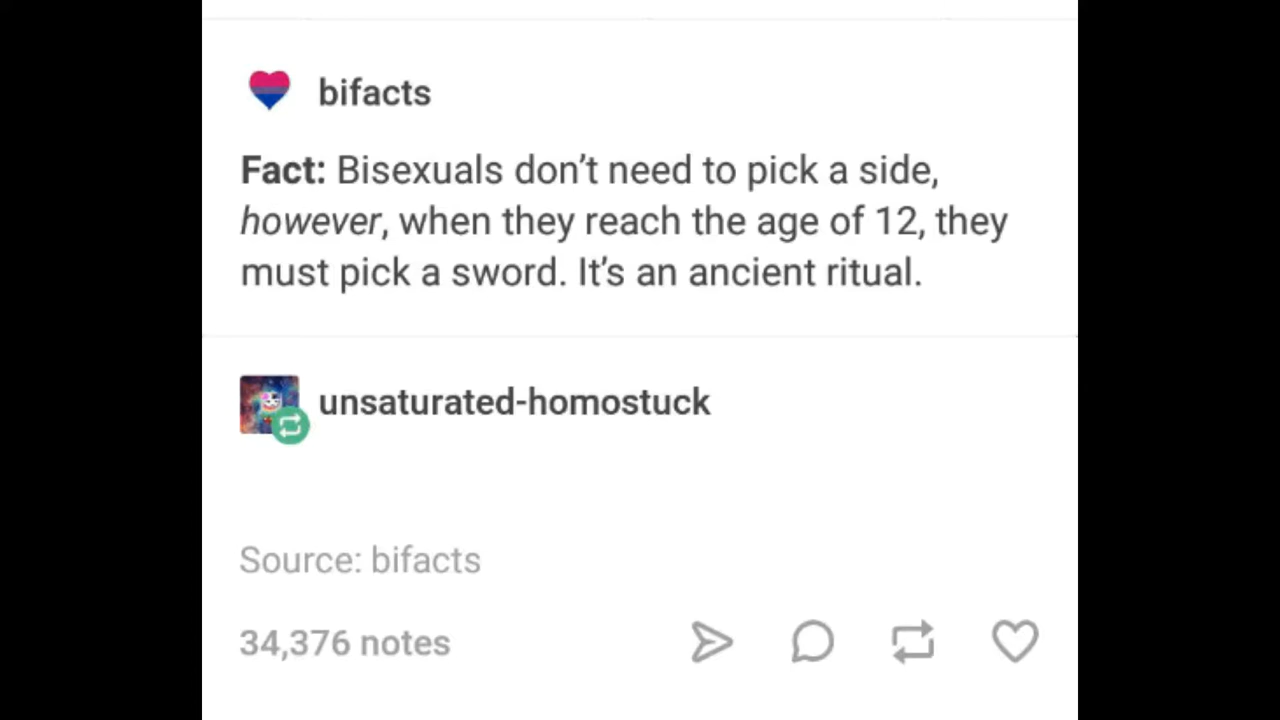 bifacts
Fact: Bisexuals don’t need to pick a side,
however, when they reach the age of 12, they
must pick a sword. It’s an ancient ritual.
unsaturated-homostuck
Source: bifacts
34,376 notes